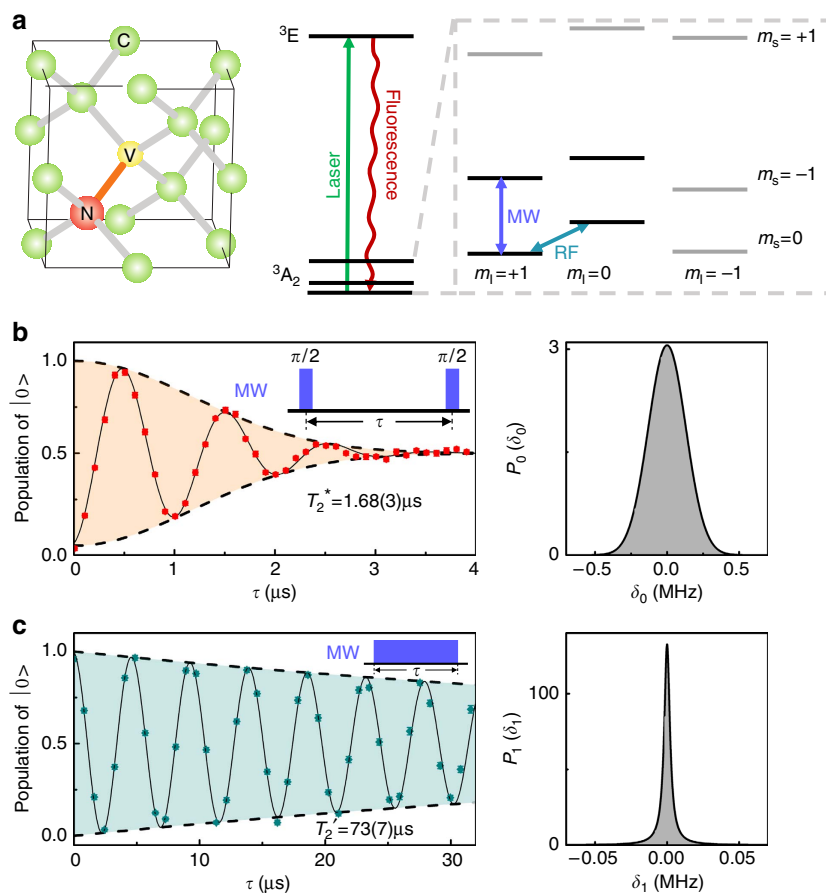 a
C
V
N
³E
Laser
Fluorescence
³A₂
mₛ= +1
mₛ= −1
mₛ=0
MW
RF
mI=+1
mI=0
mI= −1
b
Population of |0>
1.0
0.5
0.0
0
1
2
3
4
τ (μs)
MW
π/2
π/2
τ
T₂*=1.68(3)μs
P₀ (δ₀)
3
0
−0.5
0.0
0.5
δ₀ (MHz)
c
Population of |0>
1.0
0.5
0.0
0
10
20
30
τ (μs)
MW
τ
T₂′=73(7)μs
P₁ (δ₁)
100
0
−0.05
0.00
0.05
δ₁ (MHz)